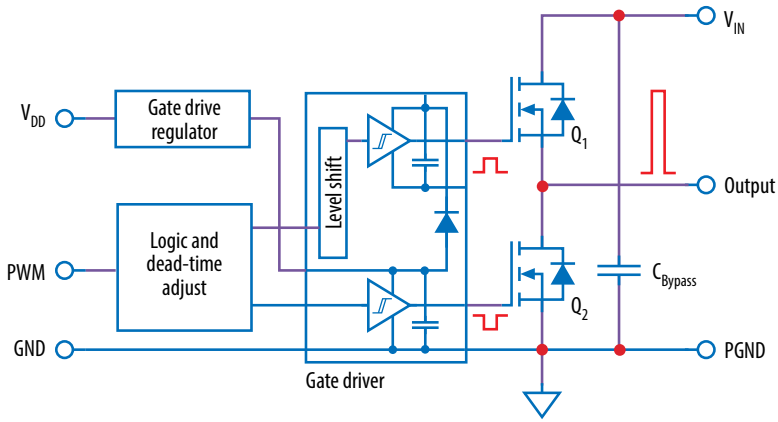 V_IN
V_DD
Gate drive
regulator
Level shift
Q_1
Output
Logic and
dead-time
adjust
PWM
C_Bypass
Q_2
GND
PGND
Gate driver